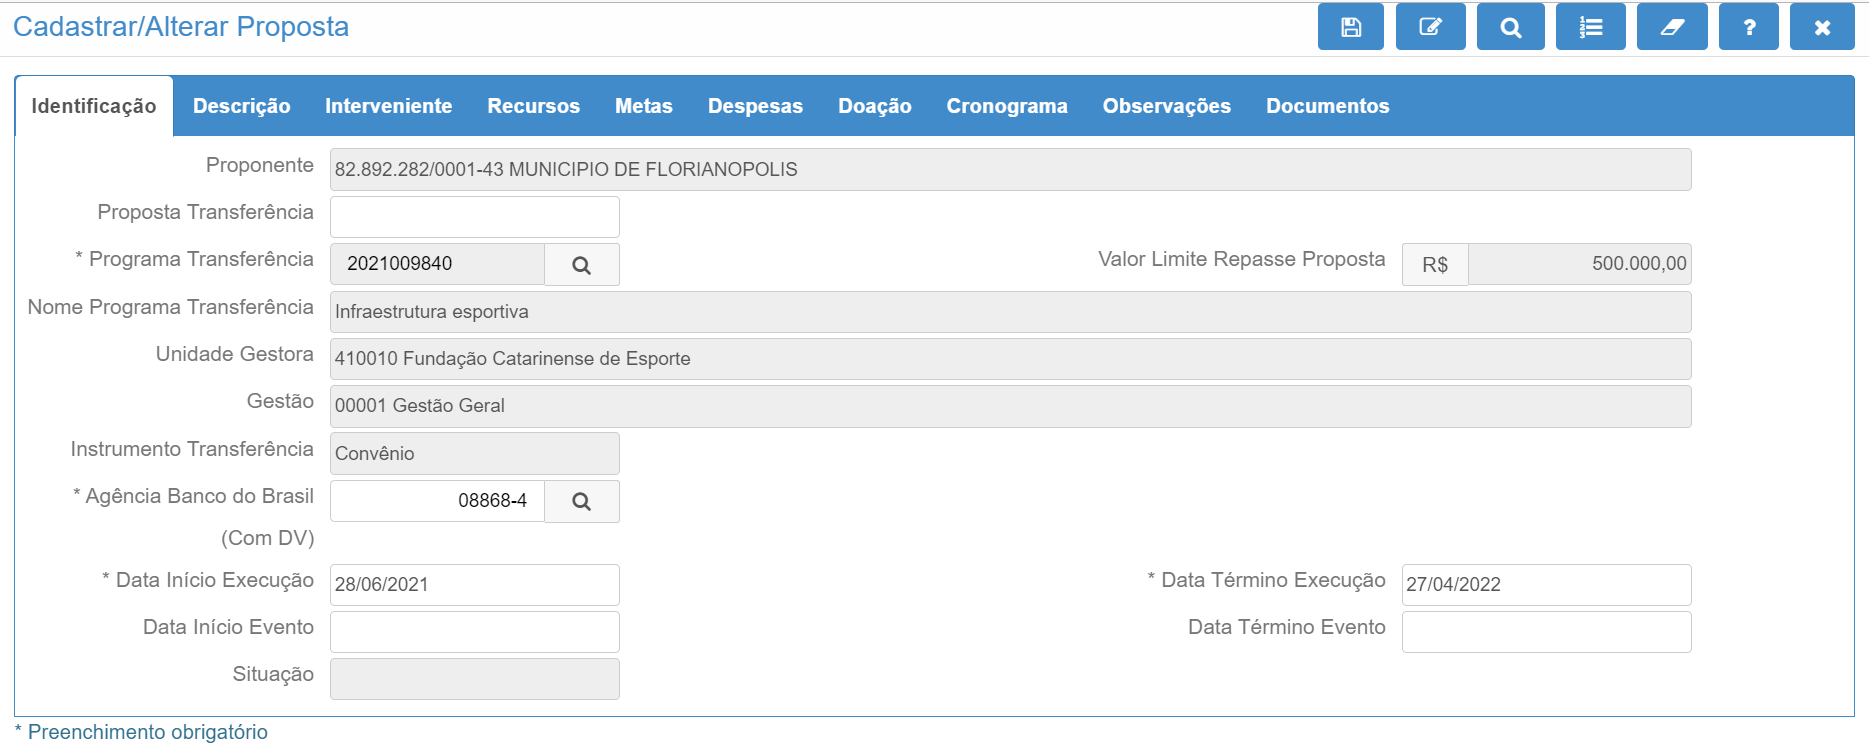 Cadastrar/Alterar Proposta
?
Identificação Descrição Interveniente Recursos Metas Despesas Doação Cronograma Observações Documentos
Proponente 82.892.282/0001-43 MUNICIPIO DE FLORIANOPOLIS
Proposta Transferência
* Programa Transferência 2021009840 Valor Limite Repasse Proposta R$ 500.000,00
Nome Programa Transferência Infraestrutura esportiva
Unidade Gestora 410010 Fundação Catarinense de Esporte
Gestão 00001 Gestão Geral
Instrumento Transferência Convênio
* Agência Banco do Brasil 08868-4
(Com DV)
* Data Início Execução 28/06/2021 * Data Término Execução 27/04/2022
Data Início Evento Data Término Evento
Situação
* Preenchimento obrigatório